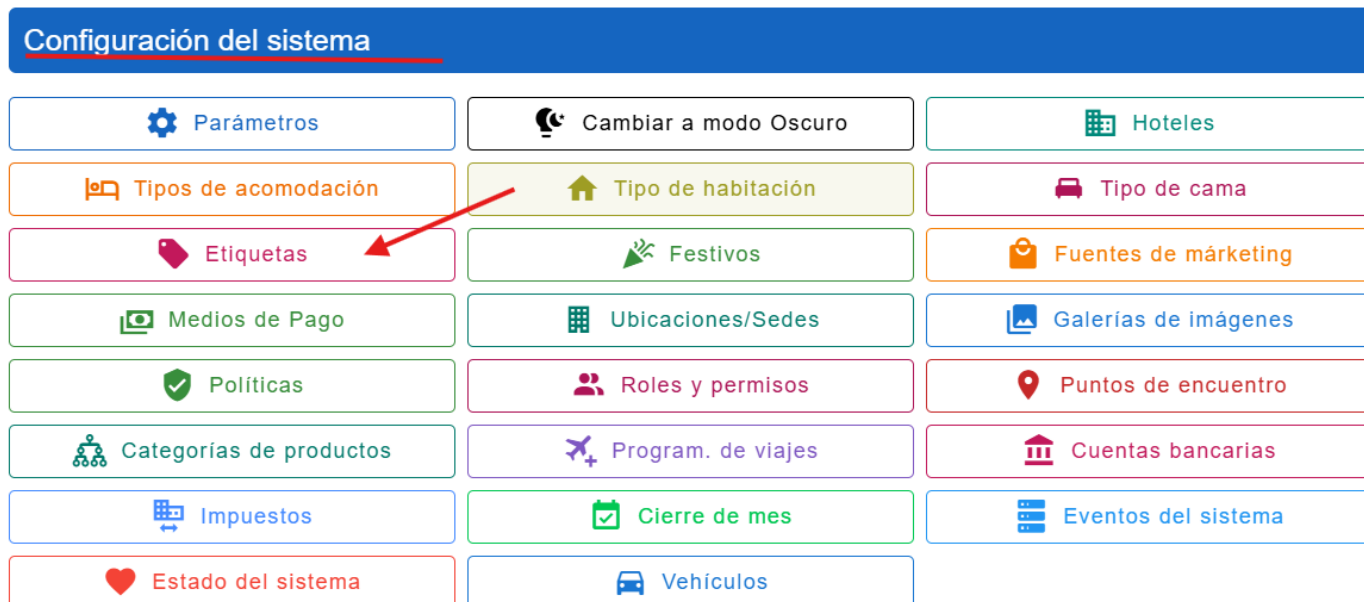 Configuración del sistema
Parámetros
Cambiar a modo Oscuro
Hoteles
Tipos de acomodación
Tipo de habitación
Tipo de cama
Etiquetas
Festivos
Fuentes de márketing
Medios de Pago
Ubicaciones/Sedes
Galerías de imágenes
Políticas
Roles y permisos
Puntos de encuentro
Categorías de productos
Program. de viajes
Cuentas bancarias
Impuestos
Cierre de mes
Eventos del sistema
Estado del sistema
Vehículos